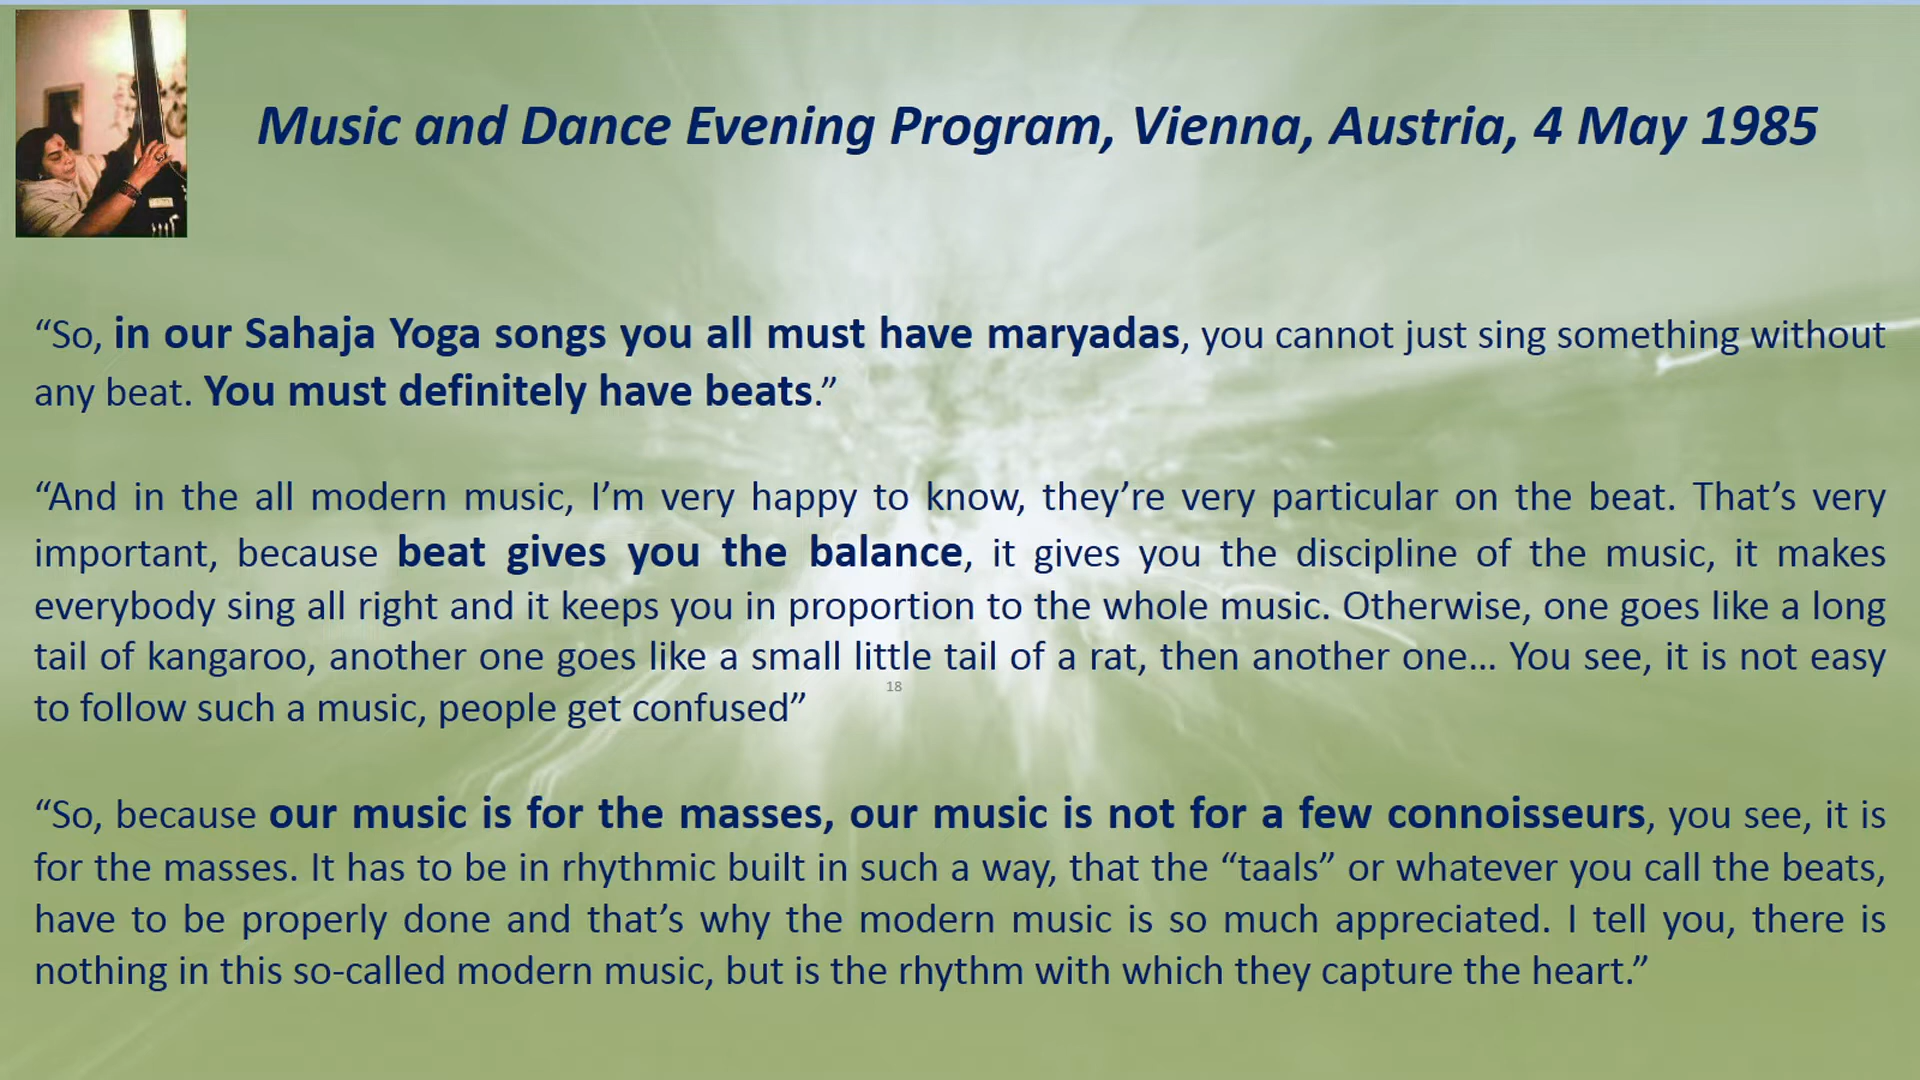 Music and Dance Evening Program, Vienna, Austria, 4 May 1985
“So, in our Sahaja Yoga songs you all must have maryadas, you cannot just sing something without
any beat. You must definitely have beats.”
“And in the all modern music, I’m very happy to know, they’re very particular on the beat. That’s very
important, because beat gives you the balance, it gives you the discipline of the music, it makes
everybody sing all right and it keeps you in proportion to the whole music. Otherwise, one goes like a long
tail of kangaroo, another one goes like a small little tail of a rat, then another one… You see, it is not easy
18
to follow such a music, people get confused”
“So, because our music is for the masses, our music is not for a few connoisseurs, you see, it is
for the masses. It has to be in rhythmic built in such a way, that the “taals” or whatever you call the beats,
have to be properly done and that’s why the modern music is so much appreciated. I tell you, there is
nothing in this so-called modern music, but is the rhythm with which they capture the heart.”